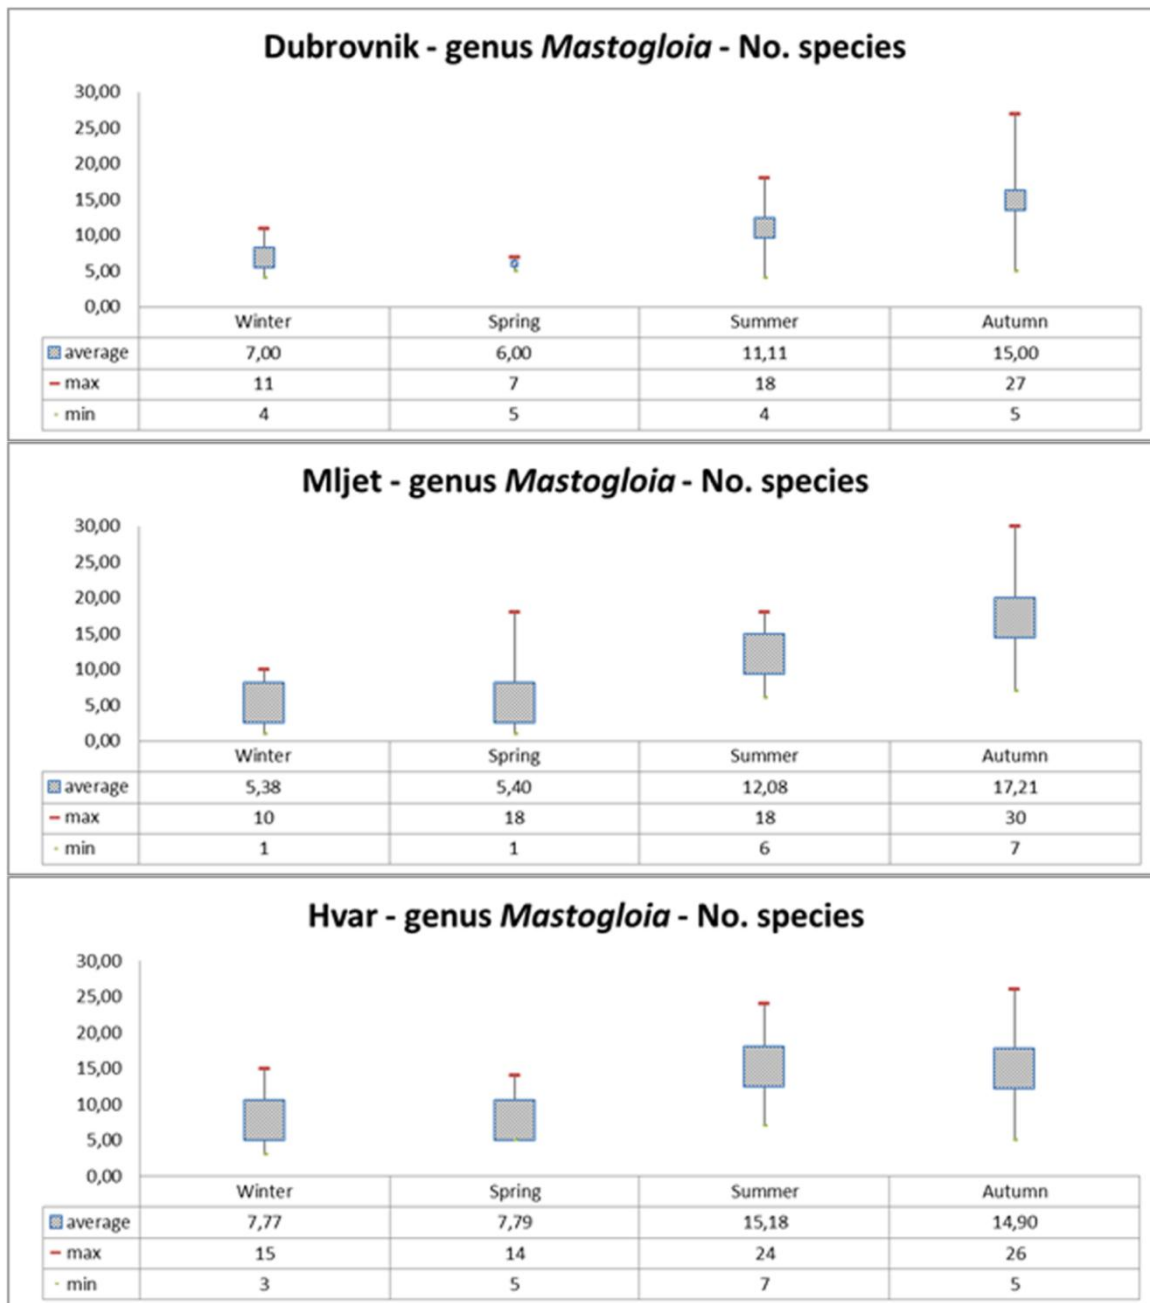 Dubrovnik - genus Mastogloia - No. species
30,00
25,00
20,00
15,00
10,00
5,00
0,00
Winter Spring Summer Autumn
average 7,00 6,00 11,11 15,00
max 11 7 18 27
min 4 5 4 5
Mljet - genus Mastogloia - No. species
30,00
25,00
20,00
15,00
10,00
5,00
0,00
Winter Spring Summer Autumn
average 5,38 5,40 12,08 17,21
max 10 18 18 30
min 1 1 6 7
Hvar - genus Mastogloia - No. species
30,00
25,00
20,00
15,00
10,00
5,00
0,00
Winter Spring Summer Autumn
average 7,77 7,79 15,18 14,90
max 15 14 24 26
min 3 5 7 5